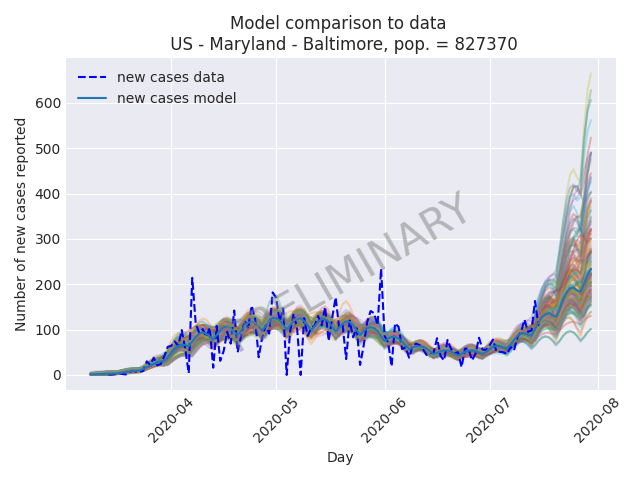 Model comparison to data
US - Maryland - Baltimore, pop. = 827370
new cases data
new cases model
PRELIMINARY
Number of new cases reported
600
500
400
300
200
100
0
2020-04
2020-05
2020-06
2020-07
2020-08
Day